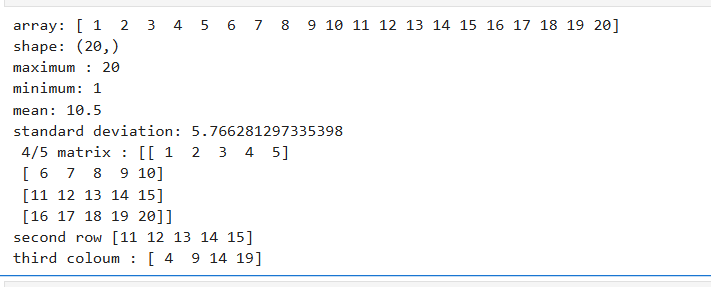 array: [ 1  2  3  4  5  6  7  8  9 10 11 12 13 14 15 16 17 18 19 20]
shape: (20,)
maximum : 20
minimum: 1
mean: 10.5
standard deviation: 5.766281297335398
 4/5 matrix : [[ 1  2  3  4  5]
 [ 6  7  8  9 10]
 [11 12 13 14 15]
 [16 17 18 19 20]]
second row [11 12 13 14 15]
third coloum : [ 4  9 14 19]